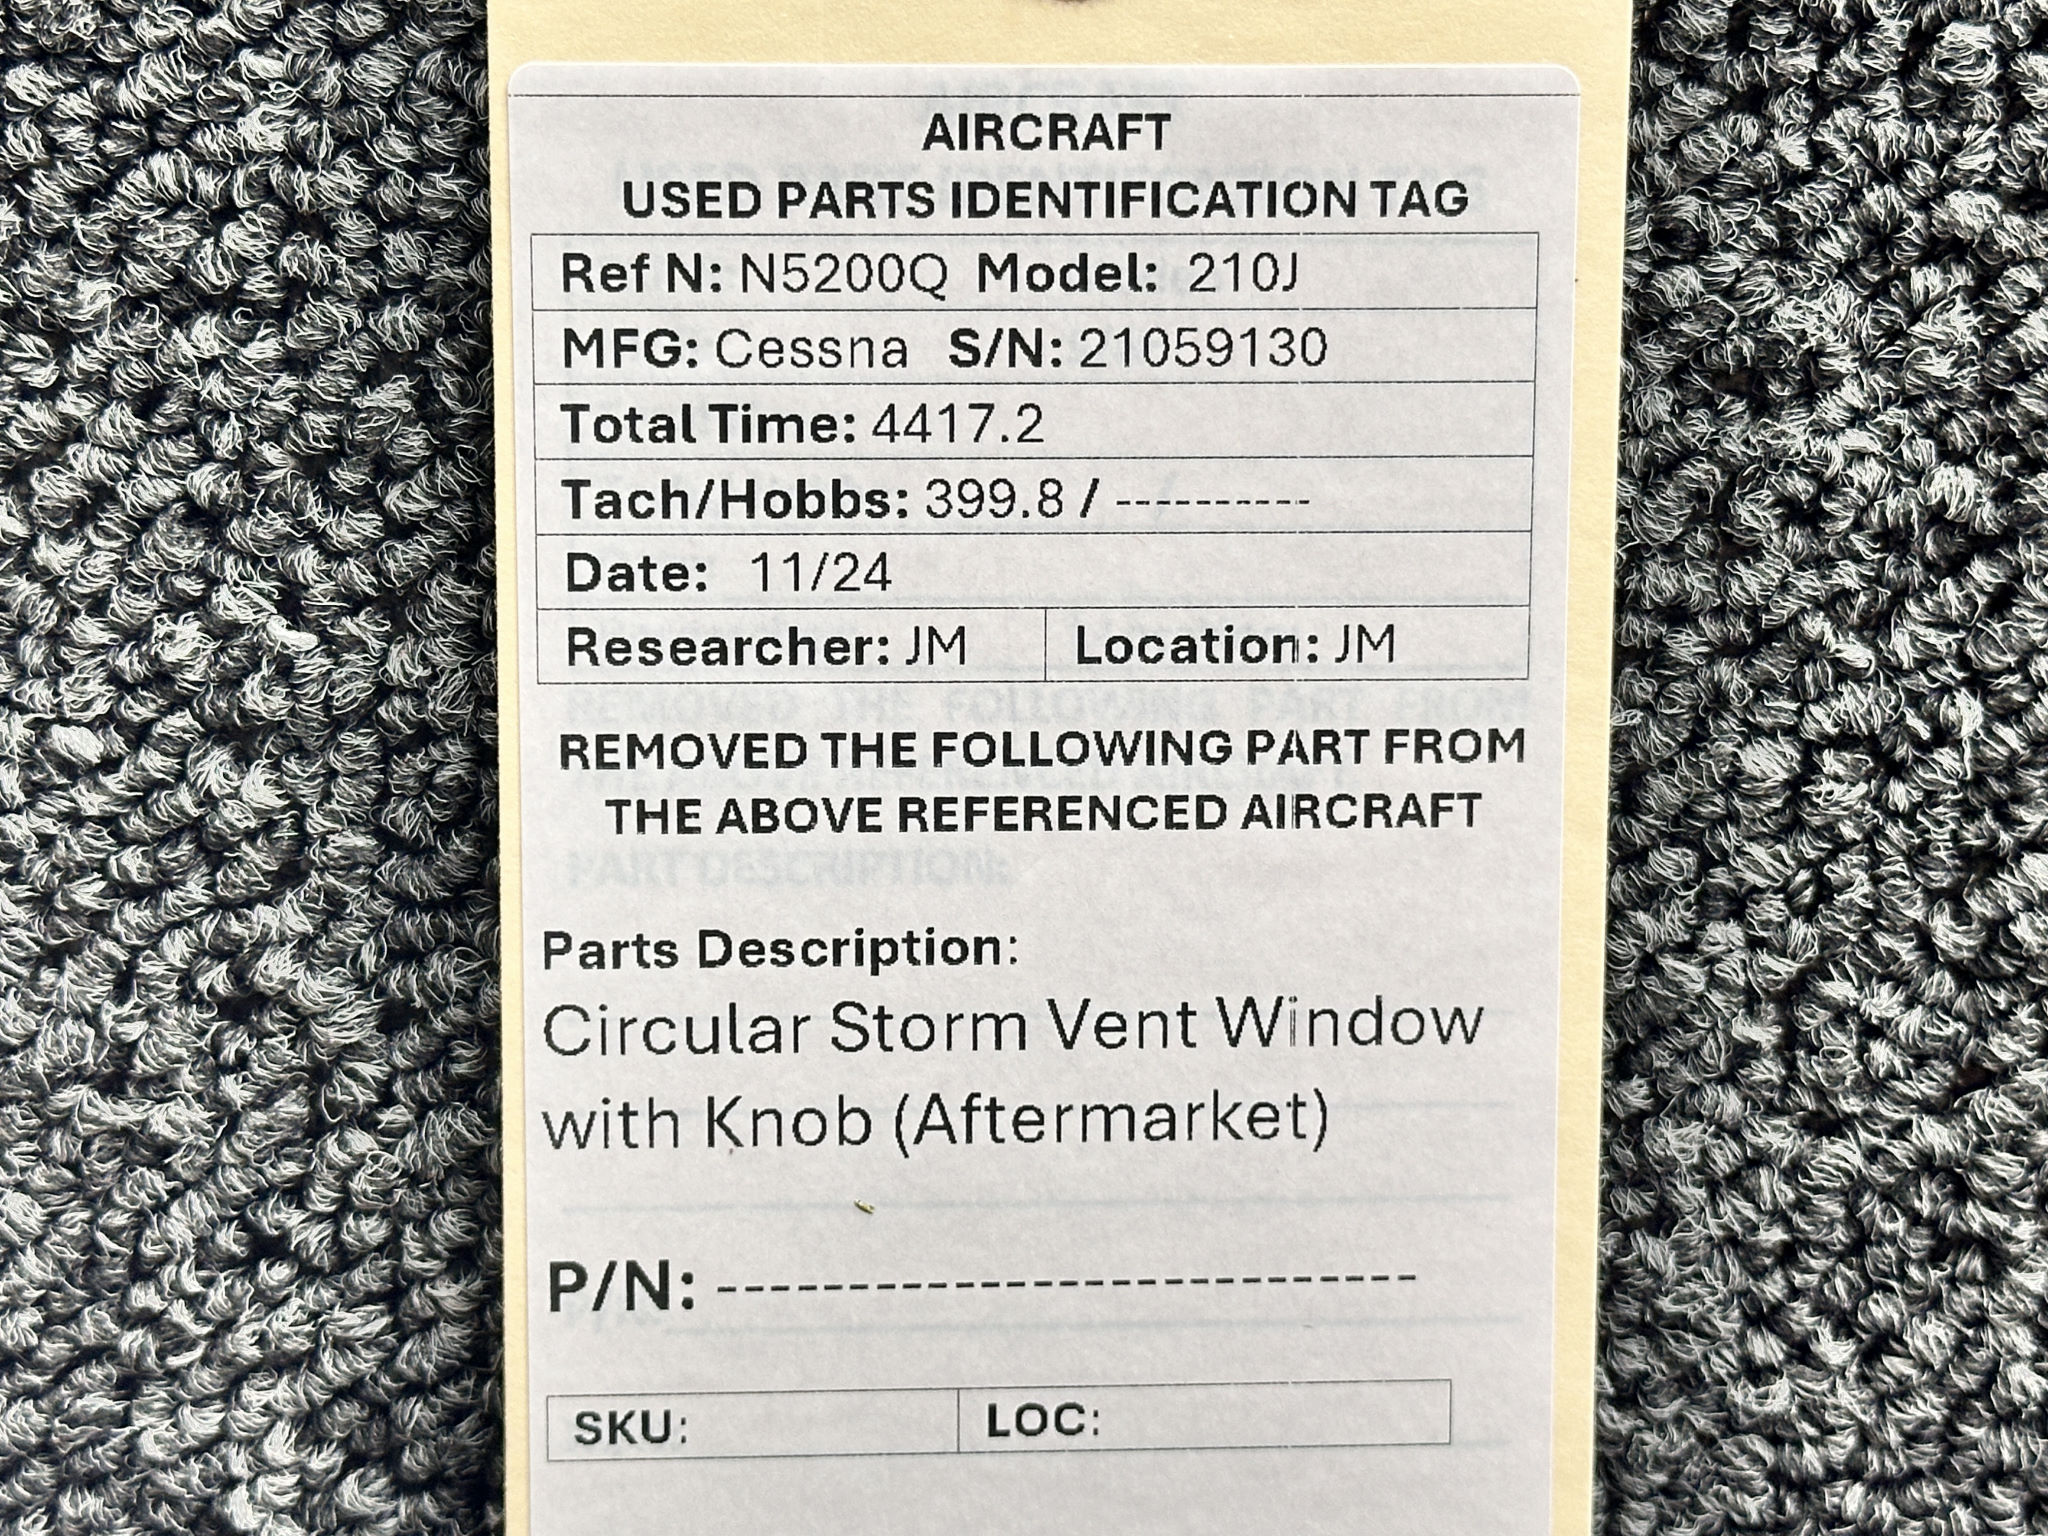 AIRCRAFT
USED PARTS IDENTIFICATION TAG
Ref N: N5200Q Model: 210J
MFG: Cessna S/N: 21059130
Total Time: 4417.2
Tach/Hobbs: 399.8 / ----------
Date: 11/24
Researcher: JM Location: JM
REMOVED THE FOLLOWING PART FROM
THE ABOVE REFERENCED AIRCRAFT
PART DESCRIPTION:
Parts Description:
Circular Storm Vent Window
with Knob (Aftermarket)
P/N: --------------------------
SKU: LOC: